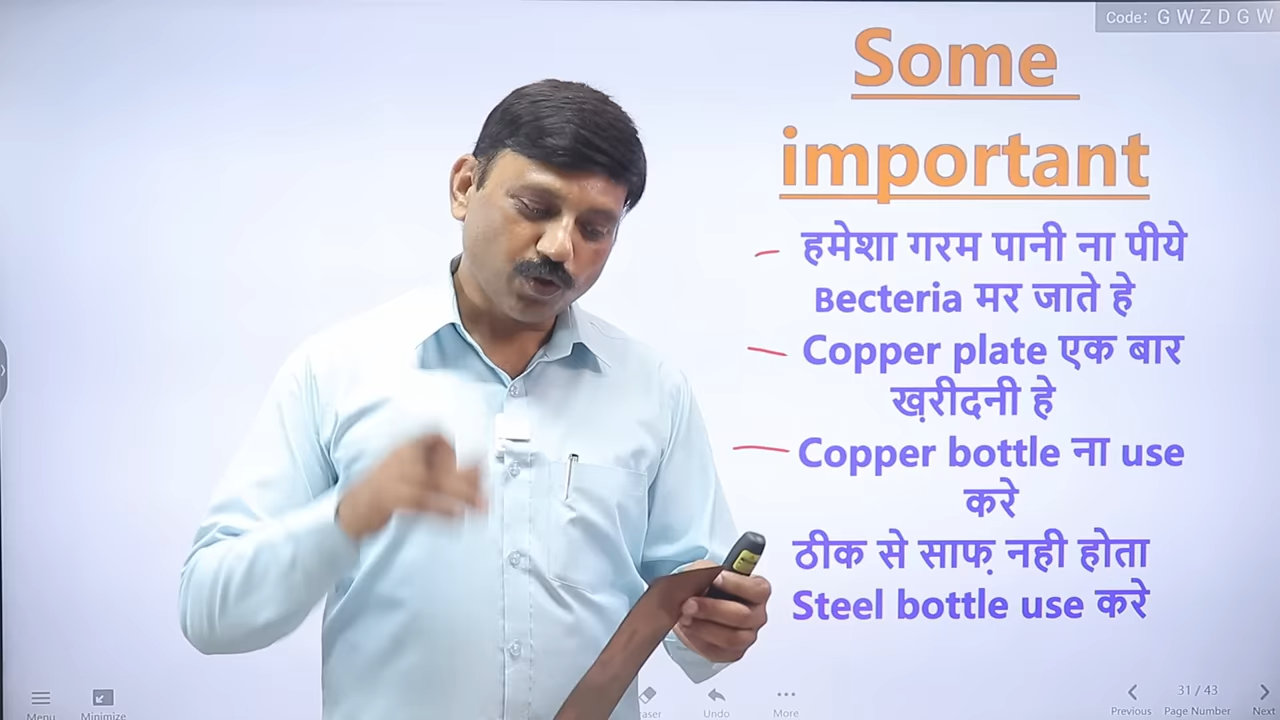 Code: G W Z D G W
Some
important
हमेशा गरम पानी ना पीये
Becteria मर जाते हे
Copper plate एक बार
ख़रीदनी हे
Copper bottle ना use
करे
ठीक से साफ़ नही होता
Steel bottle use करे
Menu
Minimize
Undo
More
Previous
31 / 43
Page Number
Next